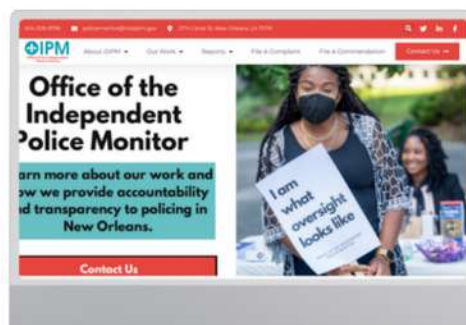 OIPM
About OIPM
Our Work
Reports
File A Complaint
File A Commendation
Contact Us
Office of the
Independent
Police Monitor
arn more about our work and
ow we provide accountability
nd transparency to policing in
New Orleans.
Contact Us
I am
what
oversight
looks like